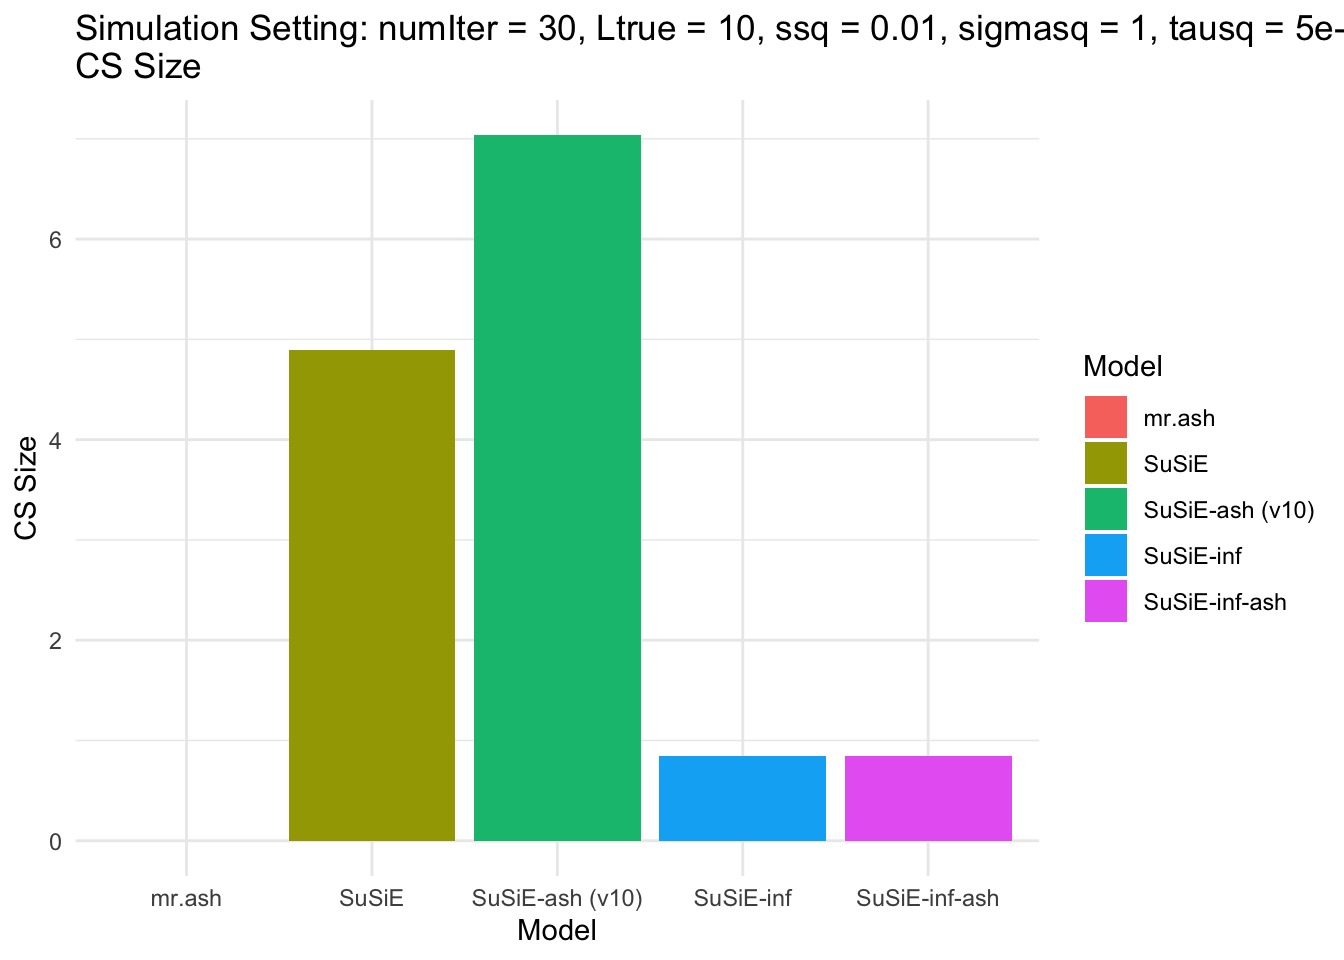 Simulation Setting: numIter = 30, Ltrue = 10, ssq = 0.01, sigmasq = 1, tausq = 5e-
CS Size
CS Size
6
4
2
0
mr.ash
SuSiE
SuSiE-ash (v10)
SuSiE-inf
SuSiE-inf-ash
Model
Model
mr.ash
SuSiE
SuSiE-ash (v10)
SuSiE-inf
SuSiE-inf-ash